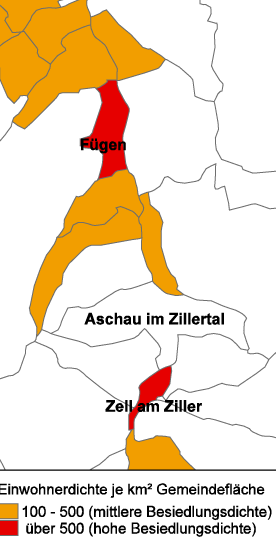 Fügen
Aschau im Zillertal
Zell am Ziller
Einwohnerdichte je km² Gemeindefläche
100 - 500 (mittlere Besiedlungsdichte)
über 500 (hohe Besiedlungsdichte)